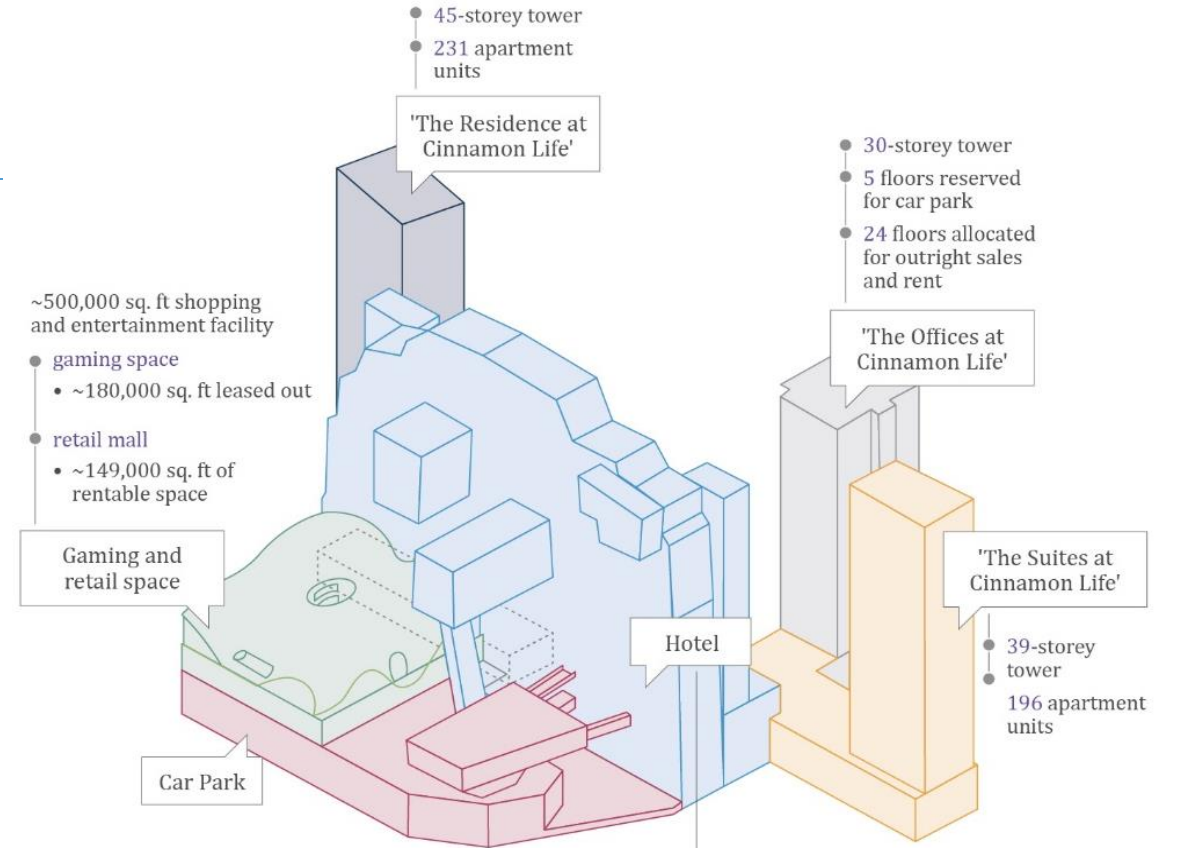 45-storey tower
231 apartment
units
'The Residence at
Cinnamon Life'
30-storey tower
5 floors reserved
for car park
24 floors allocated
for outright sales
and rent
'The Offices at
Cinnamon Life'
~500,000 sq. ft shopping
and entertainment facility
gaming space
• ~180,000 sq. ft leased out
retail mall
• ~149,000 sq. ft of
rentable space
Gaming and
retail space
'The Suites at
Cinnamon Life'
39-storey
tower
196 apartment
units
Hotel
Car Park